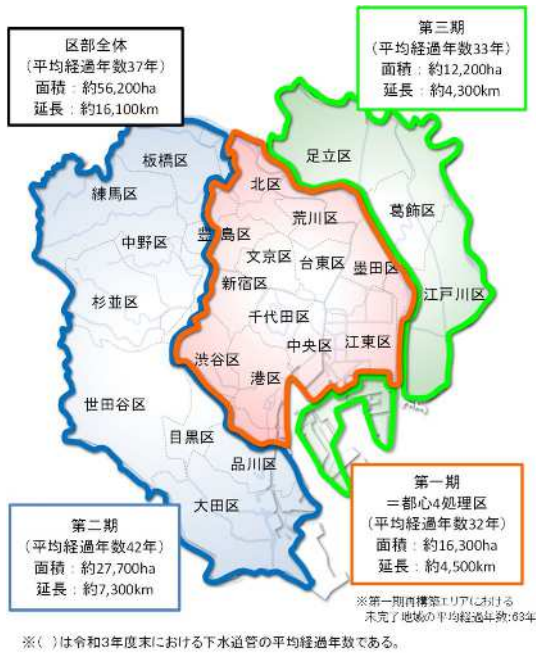 区部全体
（平均経過年数37年）
面積：約56,200ha
延長：約16,100km
第三期
（平均経過年数33年）
面積：約12,200ha
延長：約4,300km
板橋区
足立区
練馬区
北区
葛飾区
荒川区
中野区
豊島区
文京区
台東区
墨田区
新宿区
江戸川区
杉並区
千代田区
中央区
江東区
渋谷区
港区
世田谷区
目黒区
品川区
大田区
第二期
（平均経過年数42年）
面積：約27,700ha
延長：約7,300km
第一期
＝都心4処理区
（平均経過年数32年）
面積：約16,300ha
延長：約4,500km
※第一期再構築エリアにおける
未完了地域の平均経過年数:63年
※（ ）は令和3年度末における下水道管の平均経過年数である。